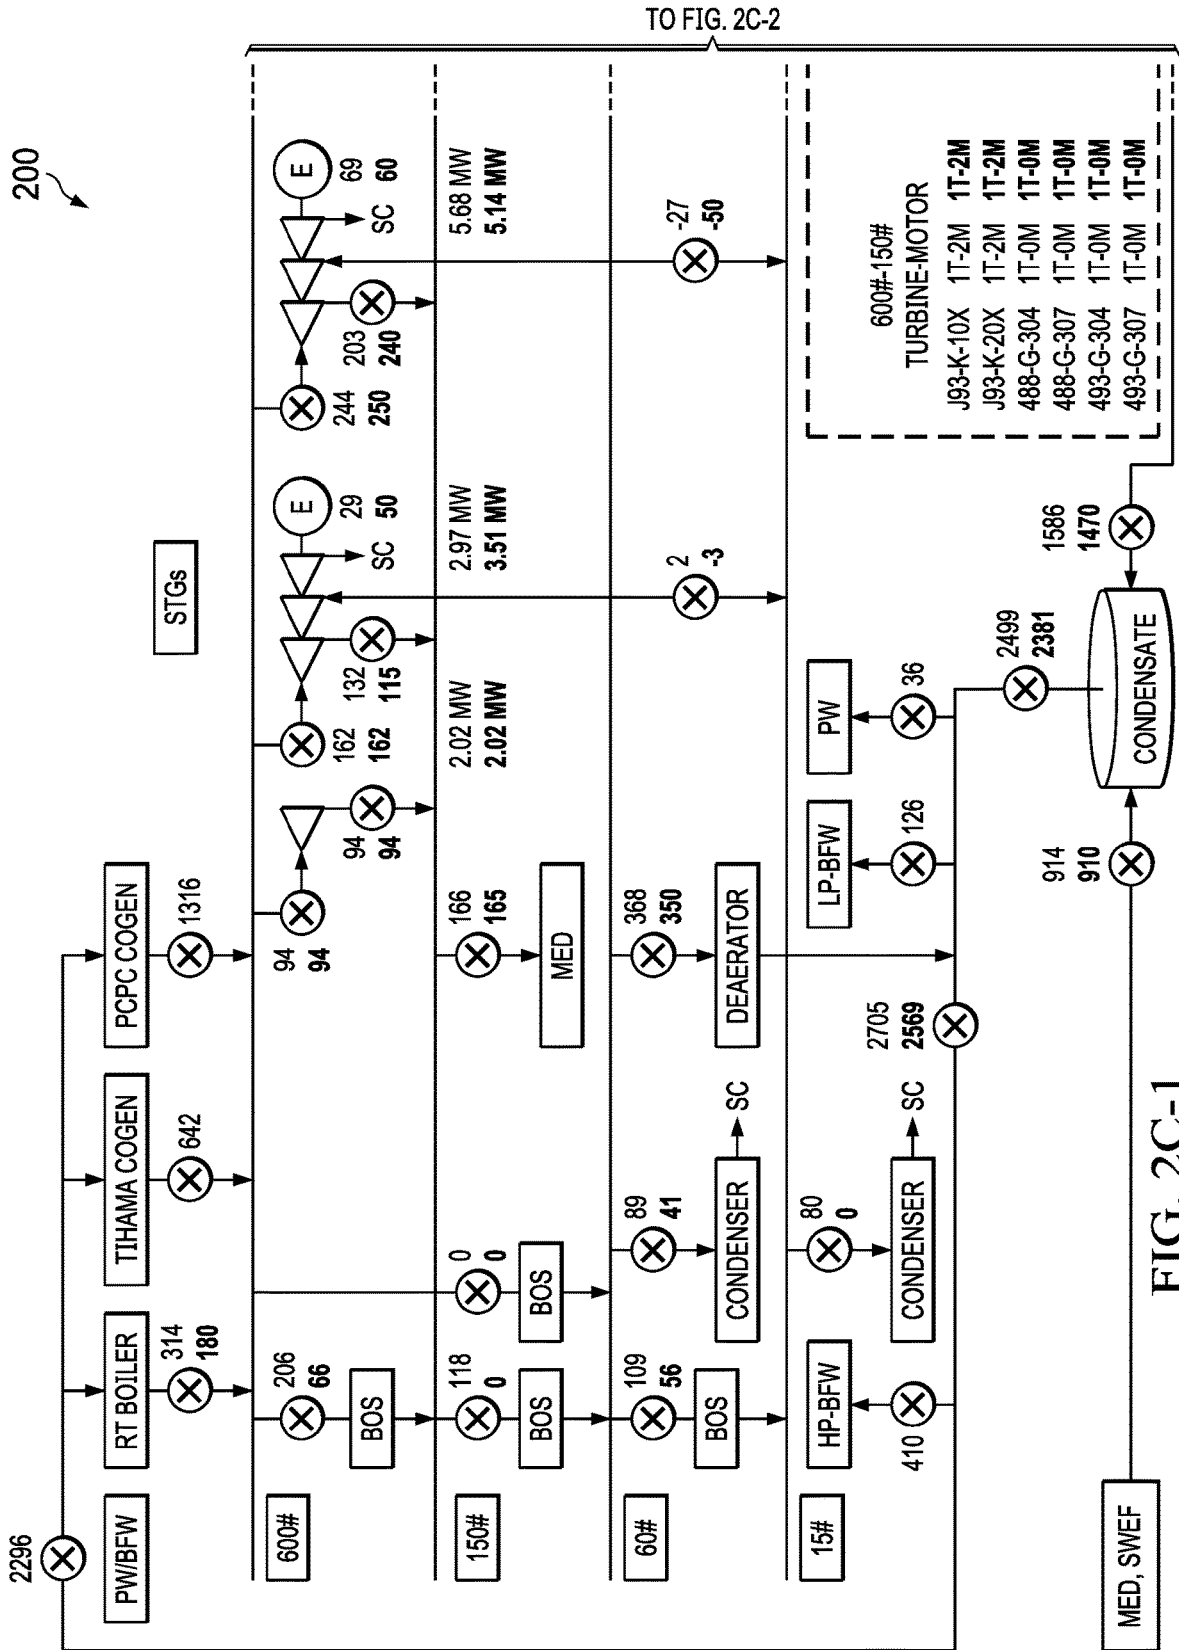 TO FIG. 2C-2
200
2296
PW/BFW
RT BOILER
TIHAMA COGEN
PCPC COGEN
STGs
314
180
642
1316
600#
206
66
BOS
94
94
94
94
162
162
132
115
E
29
50
SC
244
250
203
240
E
69
60
SC
150#
118
0
BOS
0
0
BOS
166
165
MED
2.02 MW
2.02 MW
2.97 MW
3.51 MW
5.68 MW
5.14 MW
60#
109
56
BOS
89
41
CONDENSER
SC
368
350
DEAERATOR
2
-3
-27
-50
15#
HP-BFW
410
80
0
CONDENSER
SC
LP-BFW
126
PW
36
2705
2569
2499
2381
600#-150#
TURBINE-MOTOR
J93-K-10X 1T-2M 1T-2M
J93-K-20X 1T-2M 1T-2M
488-G-304 1T-0M 1T-0M
488-G-307 1T-0M 1T-0M
493-G-304 1T-0M 1T-0M
493-G-307 1T-0M 1T-0M
MED, SWEF
914
910
CONDENSATE
1586
1470
FIG. 2C-1